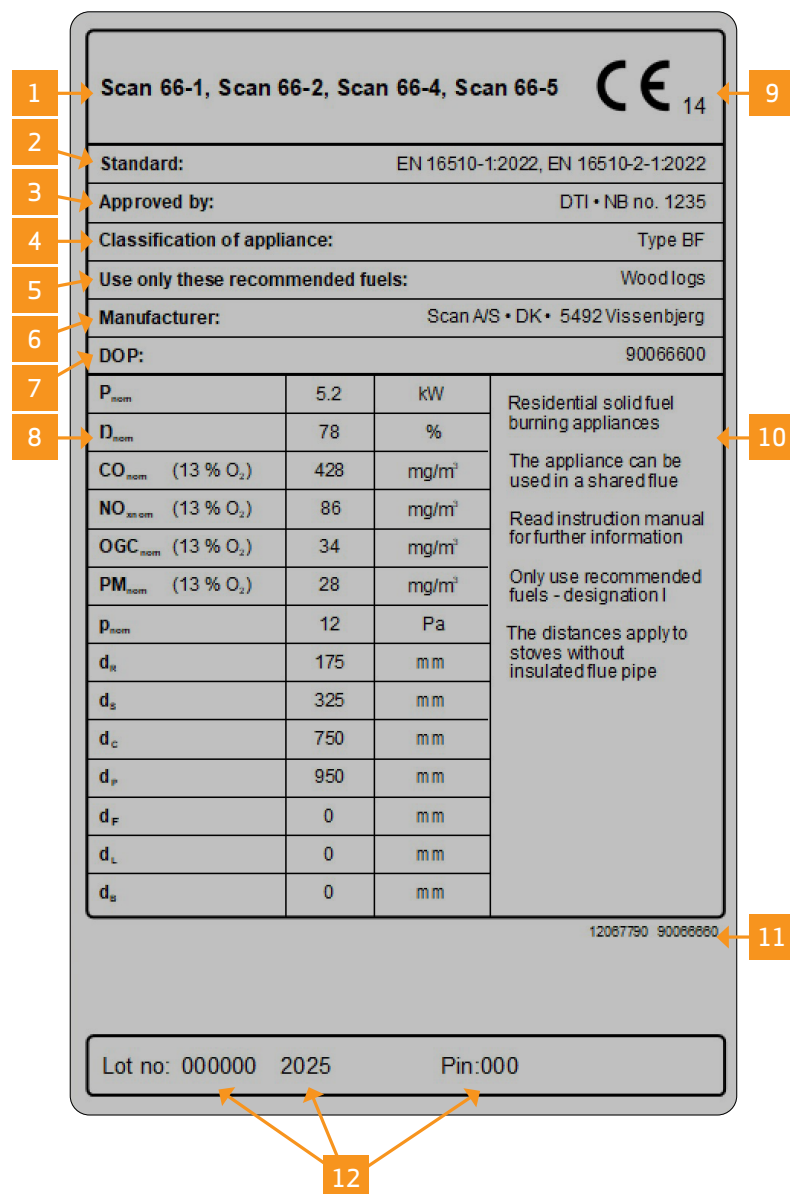 Scan 66-1, Scan 66-2, Scan 66-4, Scan 66-5 CE 14
Standard: EN 16510-1:2022, EN 16510-2-1:2022
Approved by: DTI • NB no. 1235
Classification of appliance: Type BF
Use only these recommended fuels: Wood logs
Manufacturer: Scan A/S • DK • 5492 Vissenbjerg
DOP: 90066600
Pnom 5.2 kW
Ŋnom 78 %
COnom (13 % O₂) 428 mg/m³
NOxnom (13 % O₂) 86 mg/m³
OGCnom (13 % O₂) 34 mg/m³
PMnom (13 % O₂) 28 mg/m³
pnom 12 Pa
dR 175 mm
dS 325 mm
dC 750 mm
dP 950 mm
dF 0 mm
dL 0 mm
dB 0 mm
Residential solid fuel
burning appliances
The appliance can be
used in a shared flue
Read instruction manual
for further information
Only use recommended
fuels - designation I
The distances apply to
stoves without
insulated flue pipe
12067790 90066660
Lot no: 000000 2025 Pin:000
1
2
3
4
5
6
7
8
9
10
11
12